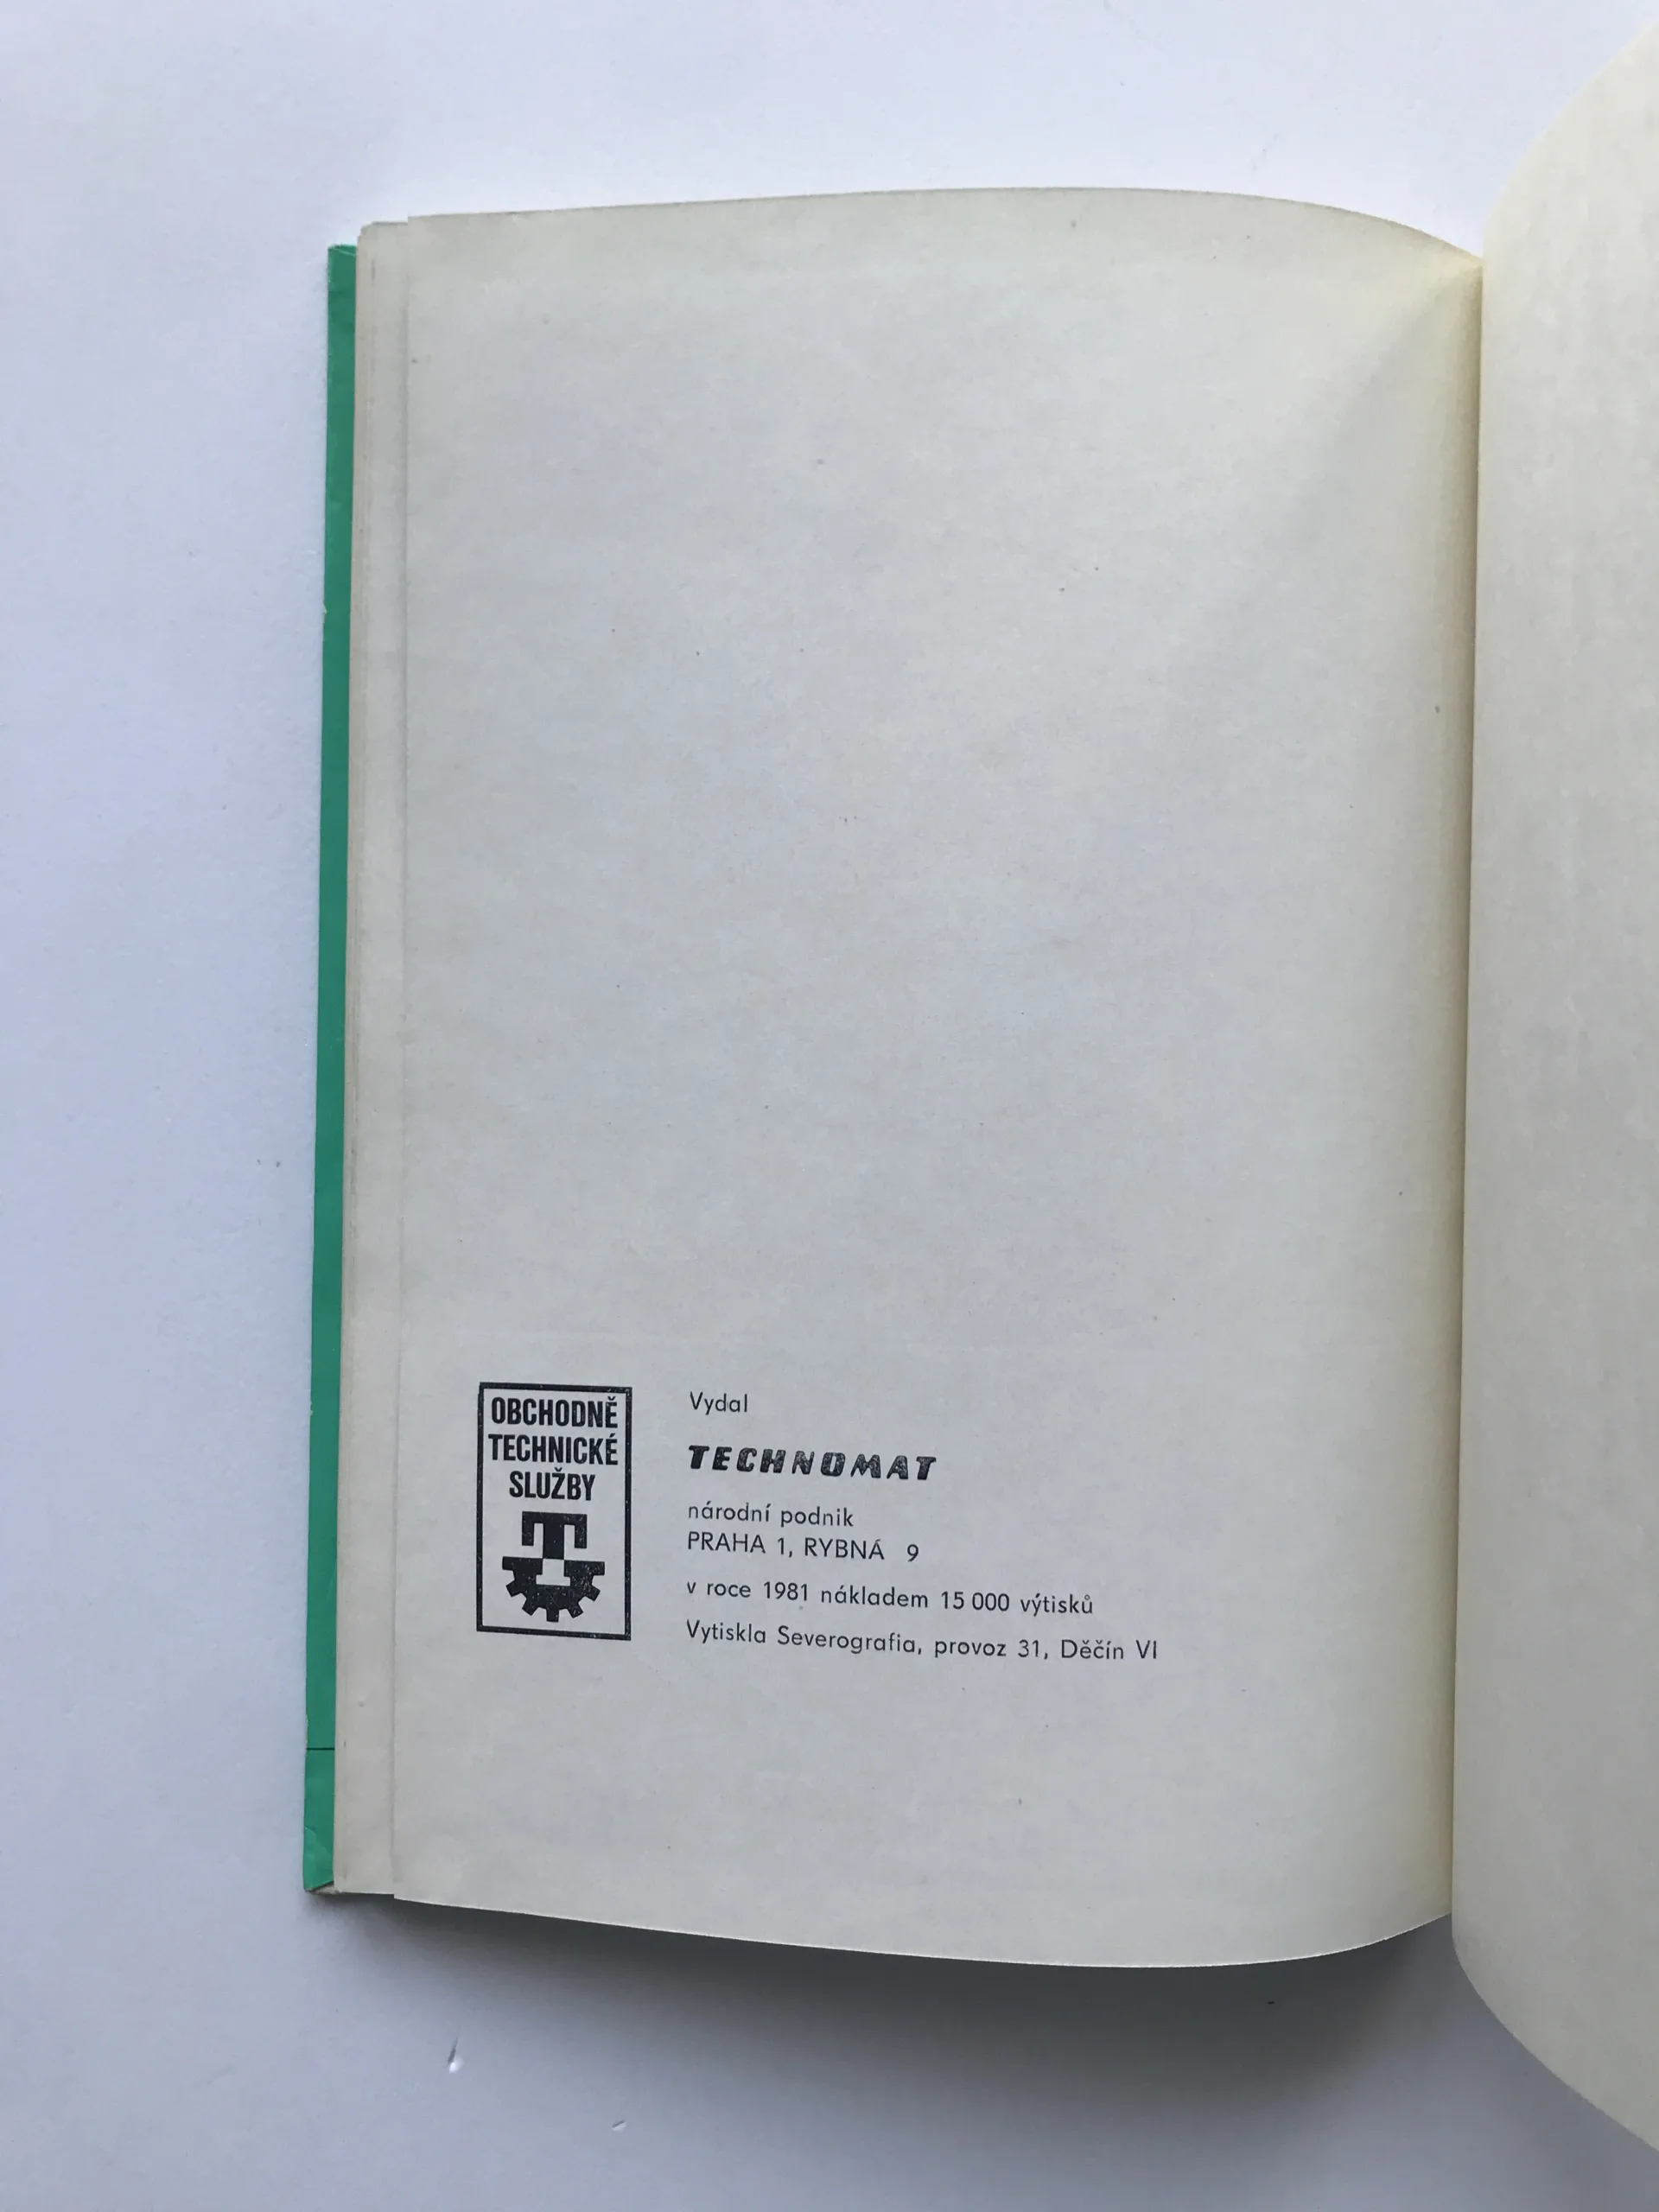 OBCHODNĚ
TECHNICKÉ
SLUŽBY
Vydal
TECHNOMAT
národní podnik
PRAHA 1, RYBNÁ 9
v roce 1981 nákladem 15 000 výtisků
Vytiskla Severografia, provoz 31, Děčín VI